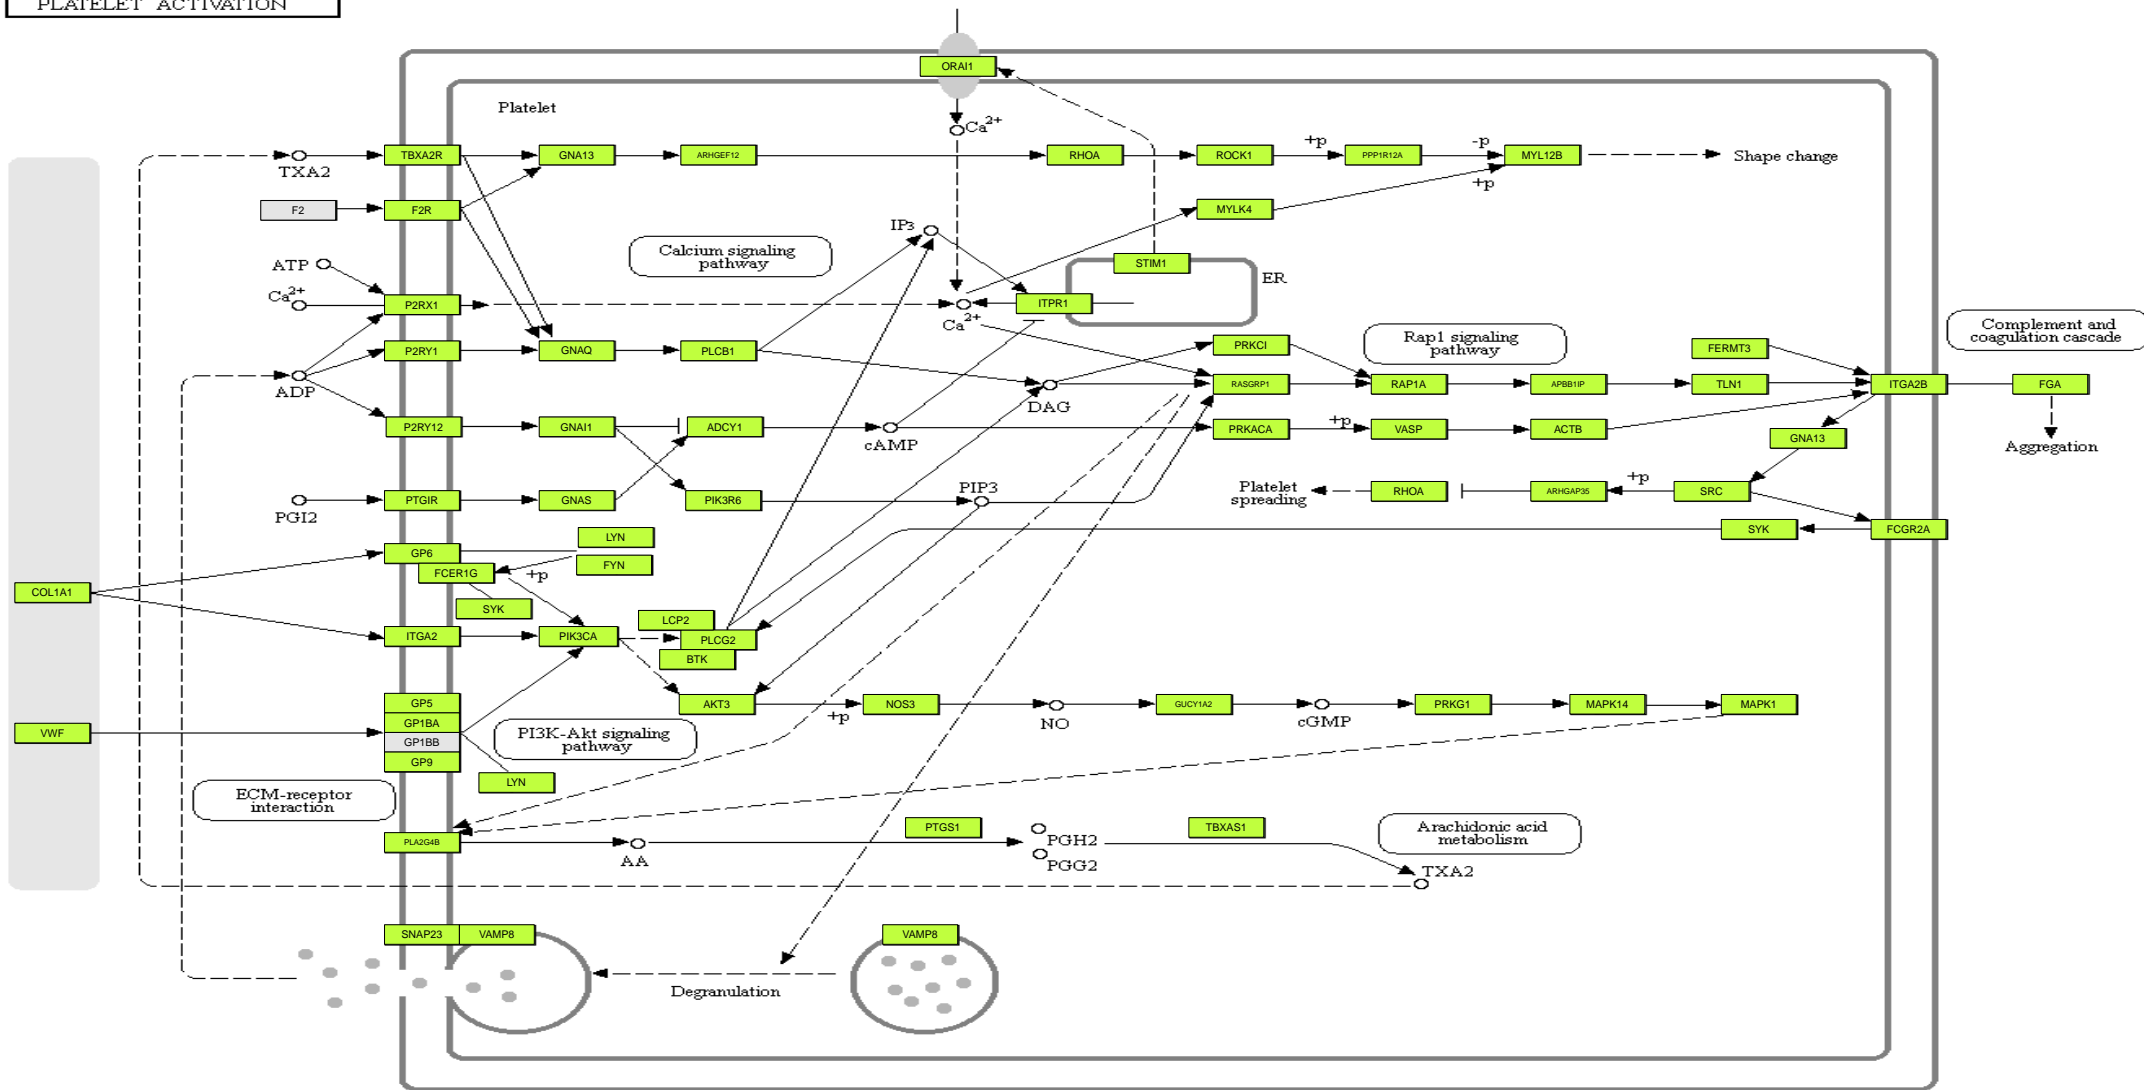 PLATELET ACTIVATION
ORAI1
Platelet
Ca2+
TXA2
TBXA2R
GNA13
ARHGEF12
RHOA
ROCK1
+p
PPP1R12A
-p
MYL12B
Shape change
+p
F2
F2R
MYLK4
IP3
Calcium signaling
pathway
ATP
STIM1
ER
Ca2+
P2RX1
Ca2+
ITPR1
Complement and
coagulation cascade
P2RY1
GNAQ
PLCB1
PRKCI
Rap1 signaling
pathway
FERMT3
ADP
DAG
RASGRP1
RAP1A
APBB1IP
TLN1
ITGA2B
FGA
P2RY12
GNAI1
ADCY1
cAMP
PRKACA
+p
VASP
ACTB
GNA13
Aggregation
PGI2
PTGIR
GNAS
PIK3R6
PIP3
Platelet
spreading
RHOA
ARHGAP35
+p
SRC
SYK
FCGR2A
GP6
LYN
FCER1G
+p
FYN
COL1A1
SYK
ITGA2
PIK3CA
LCP2
PLCG2
BTK
GP5
GP1BA
GP1BB
GP9
VWF
AKT3
+p
NOS3
NO
GUCY1A2
cGMP
PRKG1
MAPK14
MAPK1
PI3K-Akt signaling
pathway
LYN
ECM-receptor
interaction
PLA2G4B
AA
PTGS1
PGH2
PGG2
TBXAS1
Arachidonic acid
metabolism
TXA2
SNAP23
VAMP8
VAMP8
Degranulation